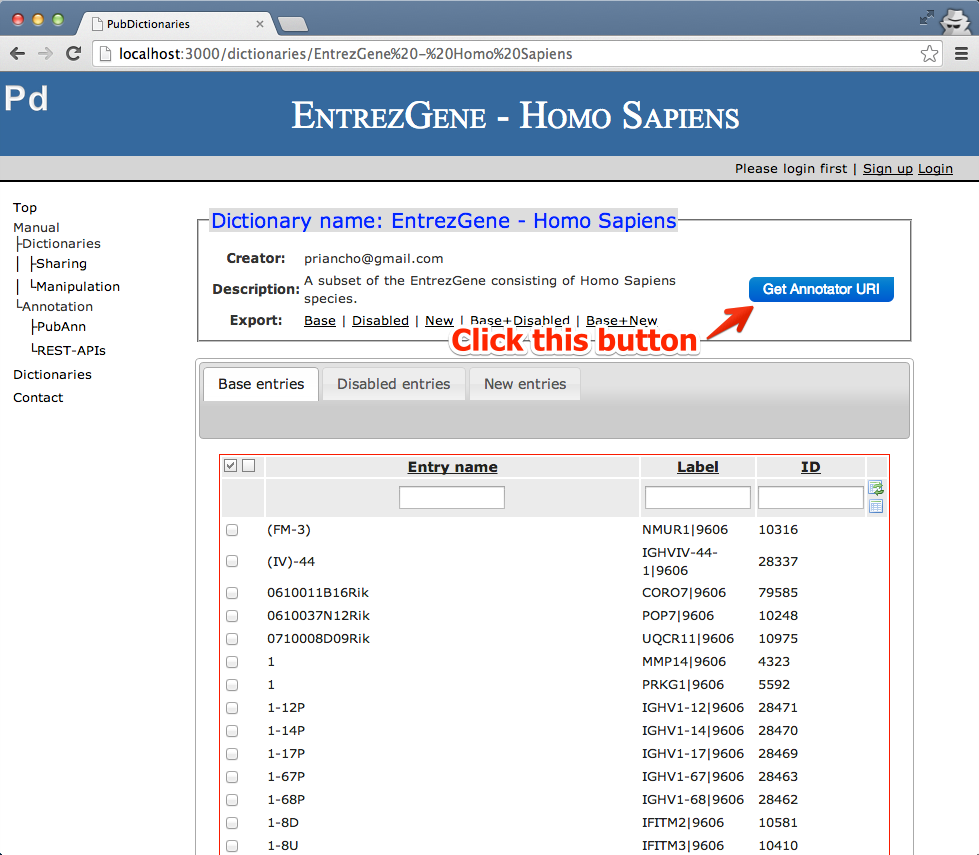 PubDictionaries
localhost:3000/dictionaries/EntrezGene%20-%20Homo%20Sapiens
Pd
EntrezGene - Homo Sapiens
Please login first | Sign up Login
Top
Manual
├Dictionaries
| ├Sharing
| └Manipulation
└Annotation
├PubAnn
└REST-APIs
Dictionaries
Contact
Dictionary name: EntrezGene - Homo Sapiens
Creator: priancho@gmail.com
Description: A subset of the EntrezGene consisting of Homo Sapiens
species.
Export: Base | Disabled | New | Base+Disabled | Base+New
Get Annotator URI
Click this button
Base entries Disabled entries New entries
Entry name Label ID
(FM-3) NMUR1|9606 10316
(IV)-44 IGHVIV-44-
1|9606 28337
0610011B16Rik CORO7|9606 79585
0610037N12Rik POP7|9606 10248
0710008D09Rik UQCR11|9606 10975
1 MMP14|9606 4323
1 PRKG1|9606 5592
1-12P IGHV1-12|9606 28471
1-14P IGHV1-14|9606 28470
1-17P IGHV1-17|9606 28469
1-67P IGHV1-67|9606 28463
1-68P IGHV1-68|9606 28462
1-8D IFITM2|9606 10581
1-8U IFITM3|9606 10410